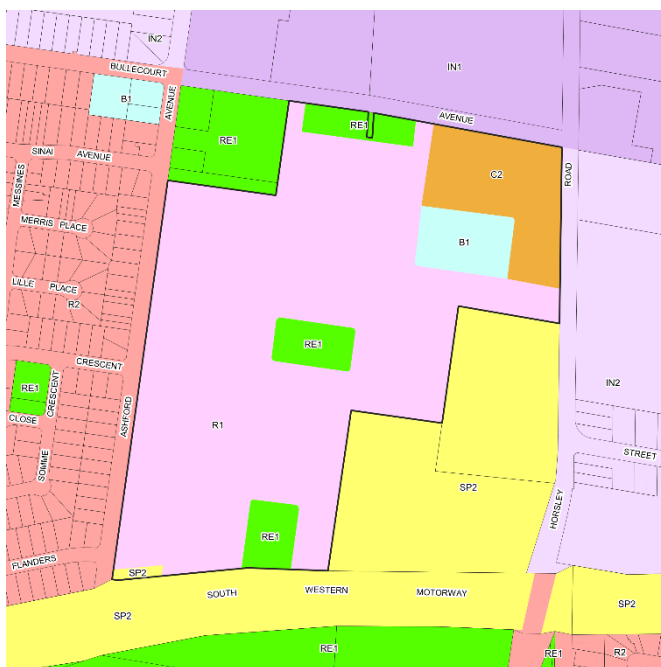 IN2
BULLECOURT
IN1
B1
AVENUE
AVENUE
RE1
RE1
SINAI AVENUE
MESSINES
C2
ROAD
MERRIS PLACE
B1
LILLE PLACE
R2
RE1
CRESCENT
IN2
RE1
CRESCENT
ASHFORD
CLOSE
R1
STREET
SOMME
SP2
HORSLEY
RE1
FLANDERS
SP2
SOUTH WESTERN MOTORWAY
SP2
SP2
RE1
RE1
R2